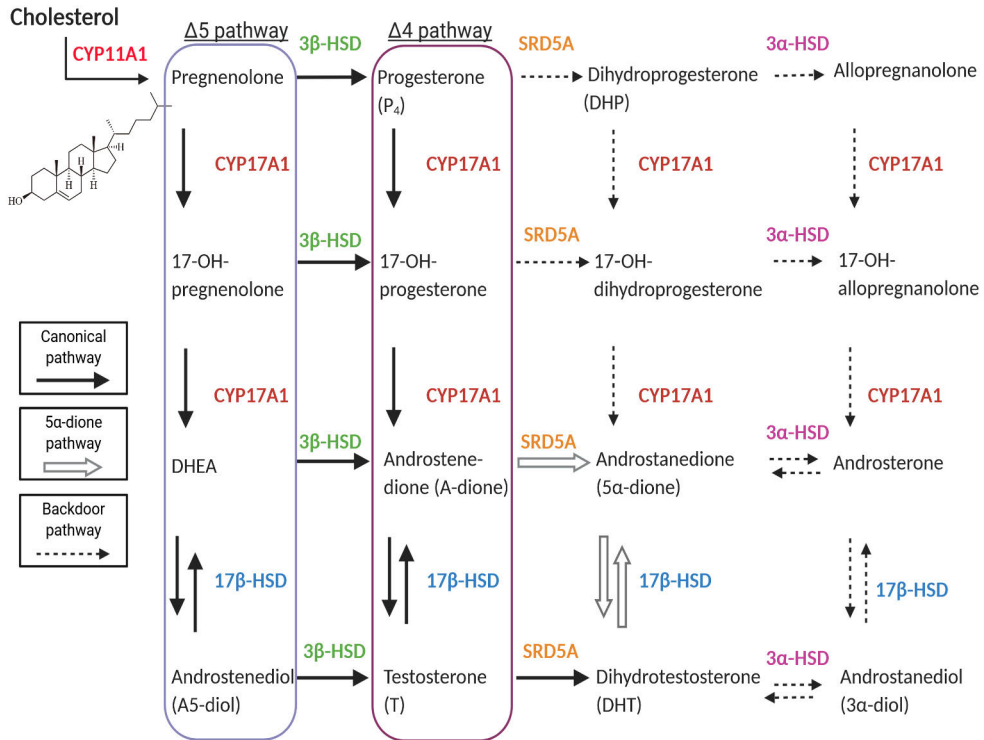 Cholesterol
CYP11A1
Δ5 pathway
3β-HSD
Δ4 pathway
SRD5A
3α-HSD
Pregnenolone
Progesterone
(P4)
Dihydroprogesterone
(DHP)
Allopregnanolone
HO
H
H
H
H
CYP17A1
CYP17A1
CYP17A1
CYP17A1
3β-HSD
SRD5A
3α-HSD
17-OH-
pregnenolone
17-OH-
progesterone
17-OH-
dihydroprogesterone
17-OH-
allopregnanolone
Canonical
pathway
5α-dione
pathway
Backdoor
pathway
CYP17A1
CYP17A1
CYP17A1
CYP17A1
3β-HSD
SRD5A
3α-HSD
DHEA
Androstene-
dione (A-dione)
Androstanedione
(5α-dione)
Androsterone
17β-HSD
17β-HSD
17β-HSD
17β-HSD
3β-HSD
SRD5A
3α-HSD
Androstenediol
(A5-diol)
Testosterone
(T)
Dihydrotestosterone
(DHT)
Androstanediol
(3α-diol)